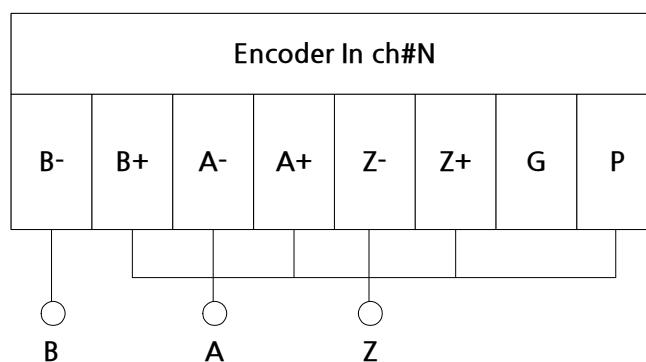 Encoder In ch#N
B- B+ A- A+ Z- Z+ G P
B A Z